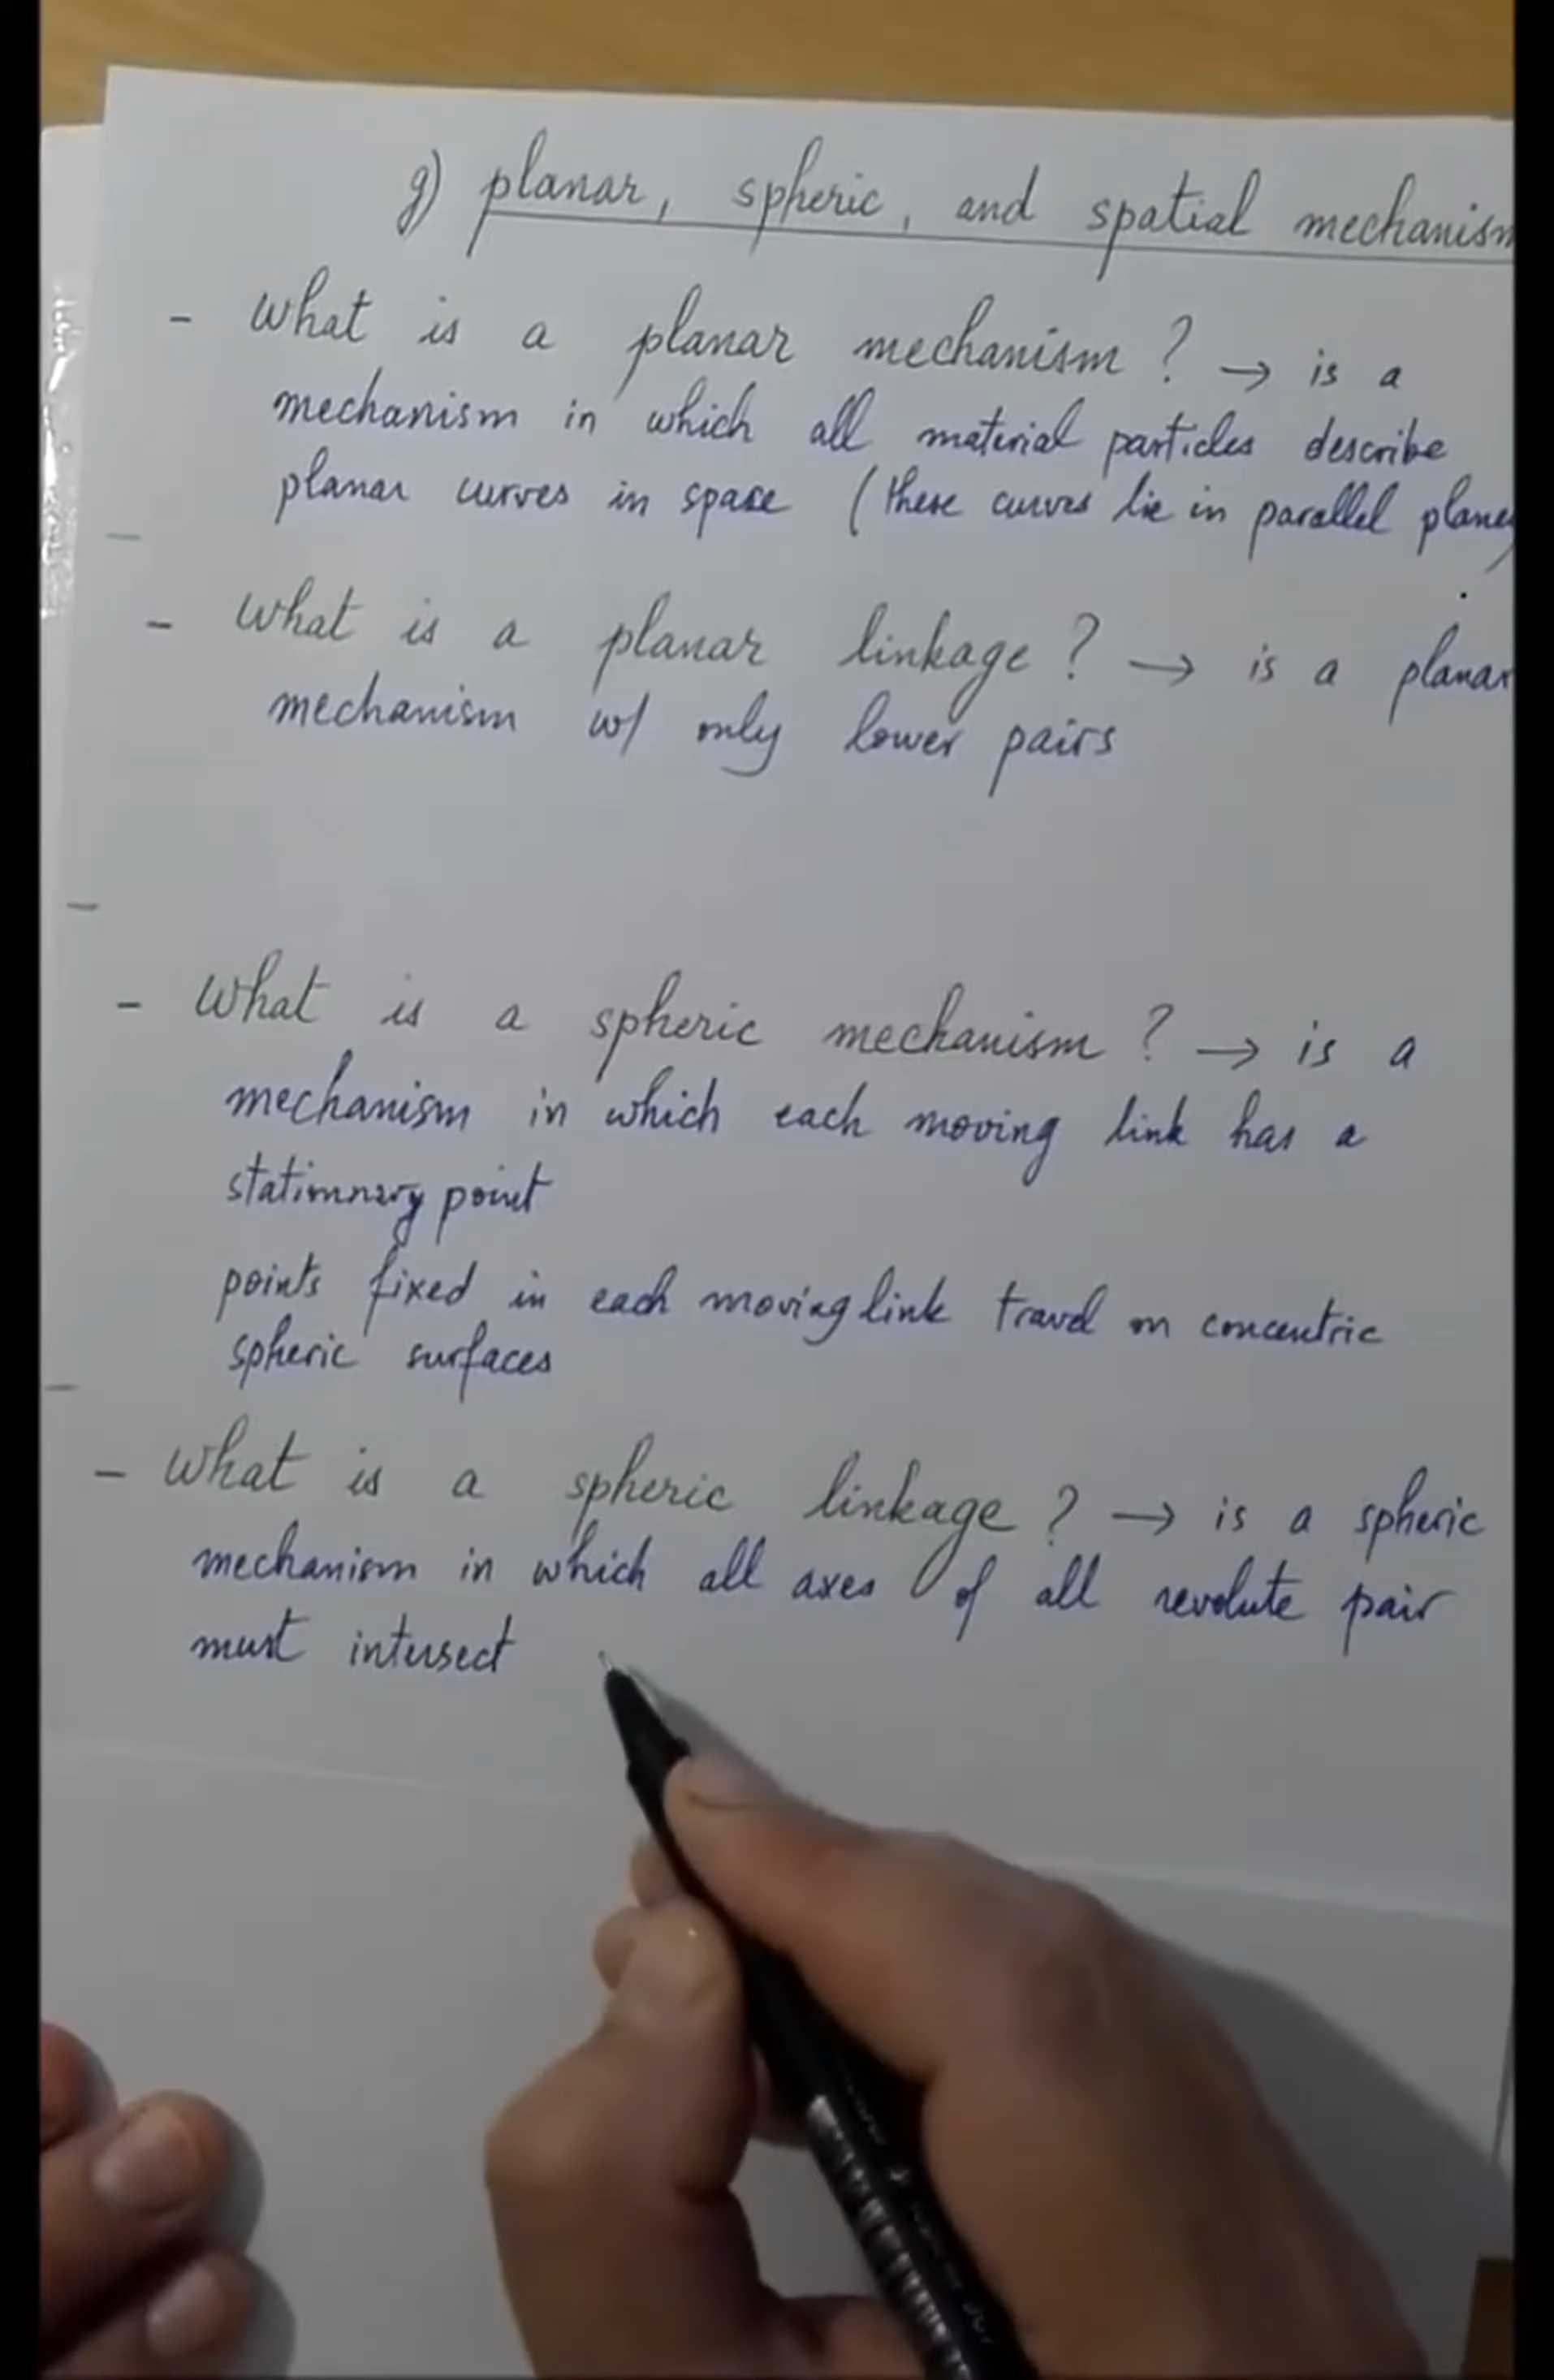 g) planar, spheric, and spatial mechanism
- what is a planar mechanism ? → is a
mechanism in which all material particles describe
planar curves in space (these curves lie in parallel planes)
- what is a planar linkage ? → is a planar
mechanism w/ only lower pairs
- what is a spheric mechanism ? → is a
mechanism in which each moving link has a
stationary point
points fixed in each moving link travel on concentric
spheric surfaces
- what is a spheric linkage ? → is a spheric
mechanism in which all axes of all revolute pair
must intersect